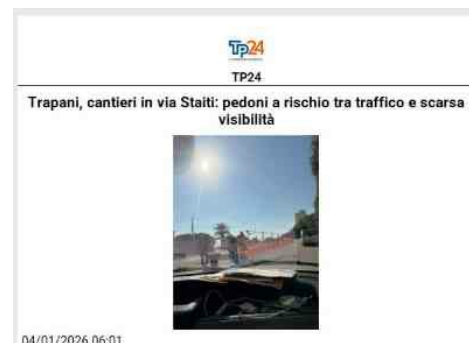 Tp24
TP24
Trapani, cantieri in via Staiti: pedoni a rischio tra traffico e scarsa
visibilità
04/01/2026 06:01